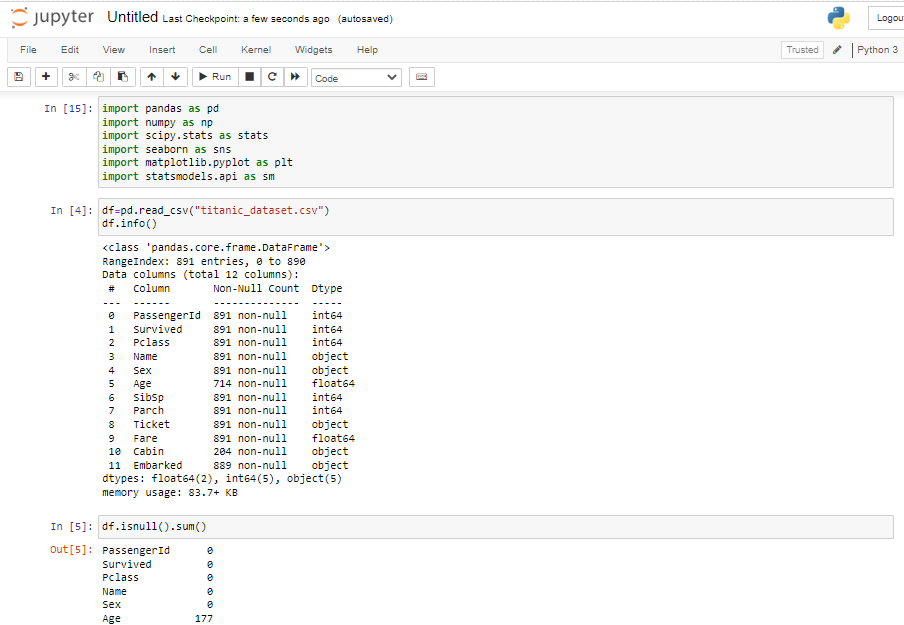 jupyter Untitled Last Checkpoint: a few seconds ago (autosaved)
Logou
File Edit View Insert Cell Kernel Widgets Help Trusted Python 3
Run Code
In [15]: import pandas as pd
import numpy as np
import scipy.stats as stats
import seaborn as sns
import matplotlib.pyplot as plt
import statsmodels.api as sm
In [4]: df=pd.read_csv("titanic_dataset.csv")
df.info()
<class 'pandas.core.frame.DataFrame'>
RangeIndex: 891 entries, 0 to 890
Data columns (total 12 columns):
# Column Non-Null Count Dtype
--- ------ -------------- -----
0 PassengerId 891 non-null int64
1 Survived 891 non-null int64
2 Pclass 891 non-null int64
3 Name 891 non-null object
4 Sex 891 non-null object
5 Age 714 non-null float64
6 SibSp 891 non-null int64
7 Parch 891 non-null int64
8 Ticket 891 non-null object
9 Fare 891 non-null float64
10 Cabin 204 non-null object
11 Embarked 889 non-null object
dtypes: float64(2), int64(5), object(5)
memory usage: 83.7+ KB
In [5]: df.isnull().sum()
Out[5]: PassengerId 0
Survived 0
Pclass 0
Name 0
Sex 0
Age 177